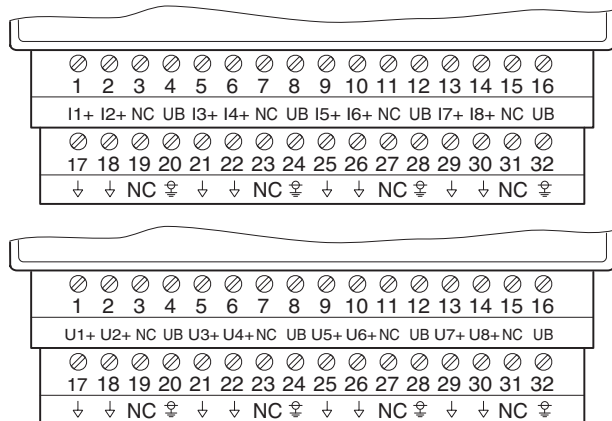 1 2 3 4 5 6 7 8 9 10 11 12 13 14 15 16
I1+ I2+ NC UB I3+ I4+ NC UB I5+ I6+ NC UB I7+ I8+ NC UB
17 18 19 20 21 22 23 24 25 26 27 28 29 30 31 32
NC NC NC NC
1 2 3 4 5 6 7 8 9 10 11 12 13 14 15 16
U1+ U2+ NC UB U3+ U4+ NC UB U5+ U6+ NC UB U7+ U8+ NC UB
17 18 19 20 21 22 23 24 25 26 27 28 29 30 31 32
NC NC NC NC